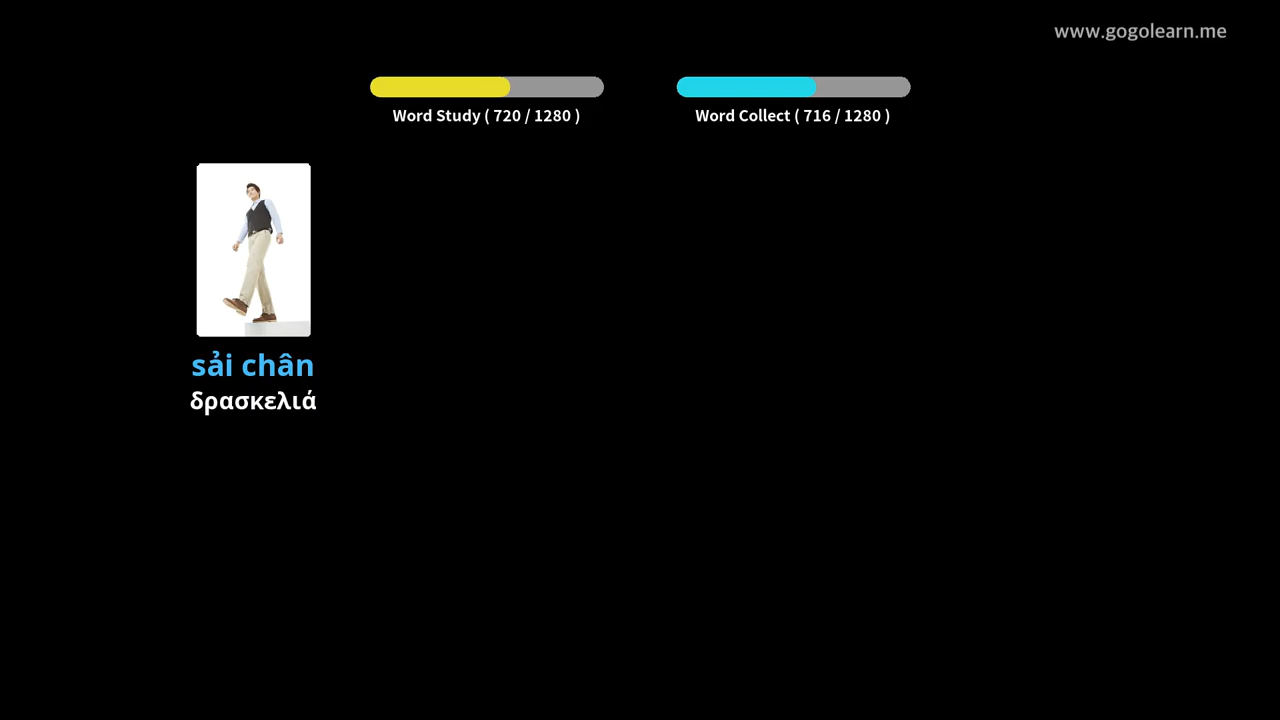 www.gogolearn.me
Word Study ( 720 / 1280 )
Word Collect ( 716 / 1280 )
sải chân
δρασκελιά